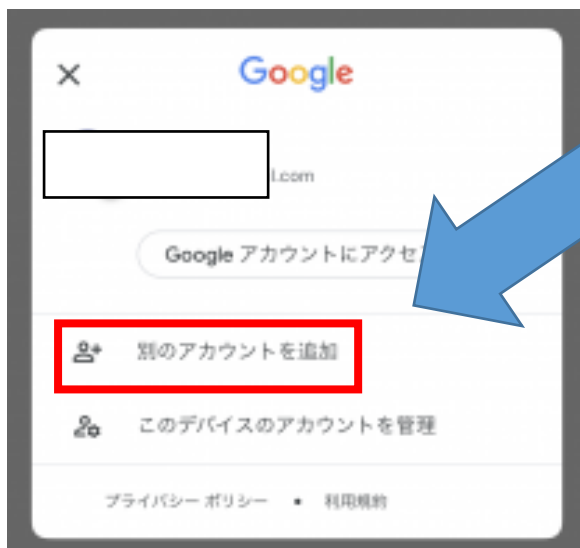 Google
l.com
Google アカウントにアクセ
別のアカウントを追加
このデバイスのアカウントを管理
プライバシー ポリシー • 利用規約